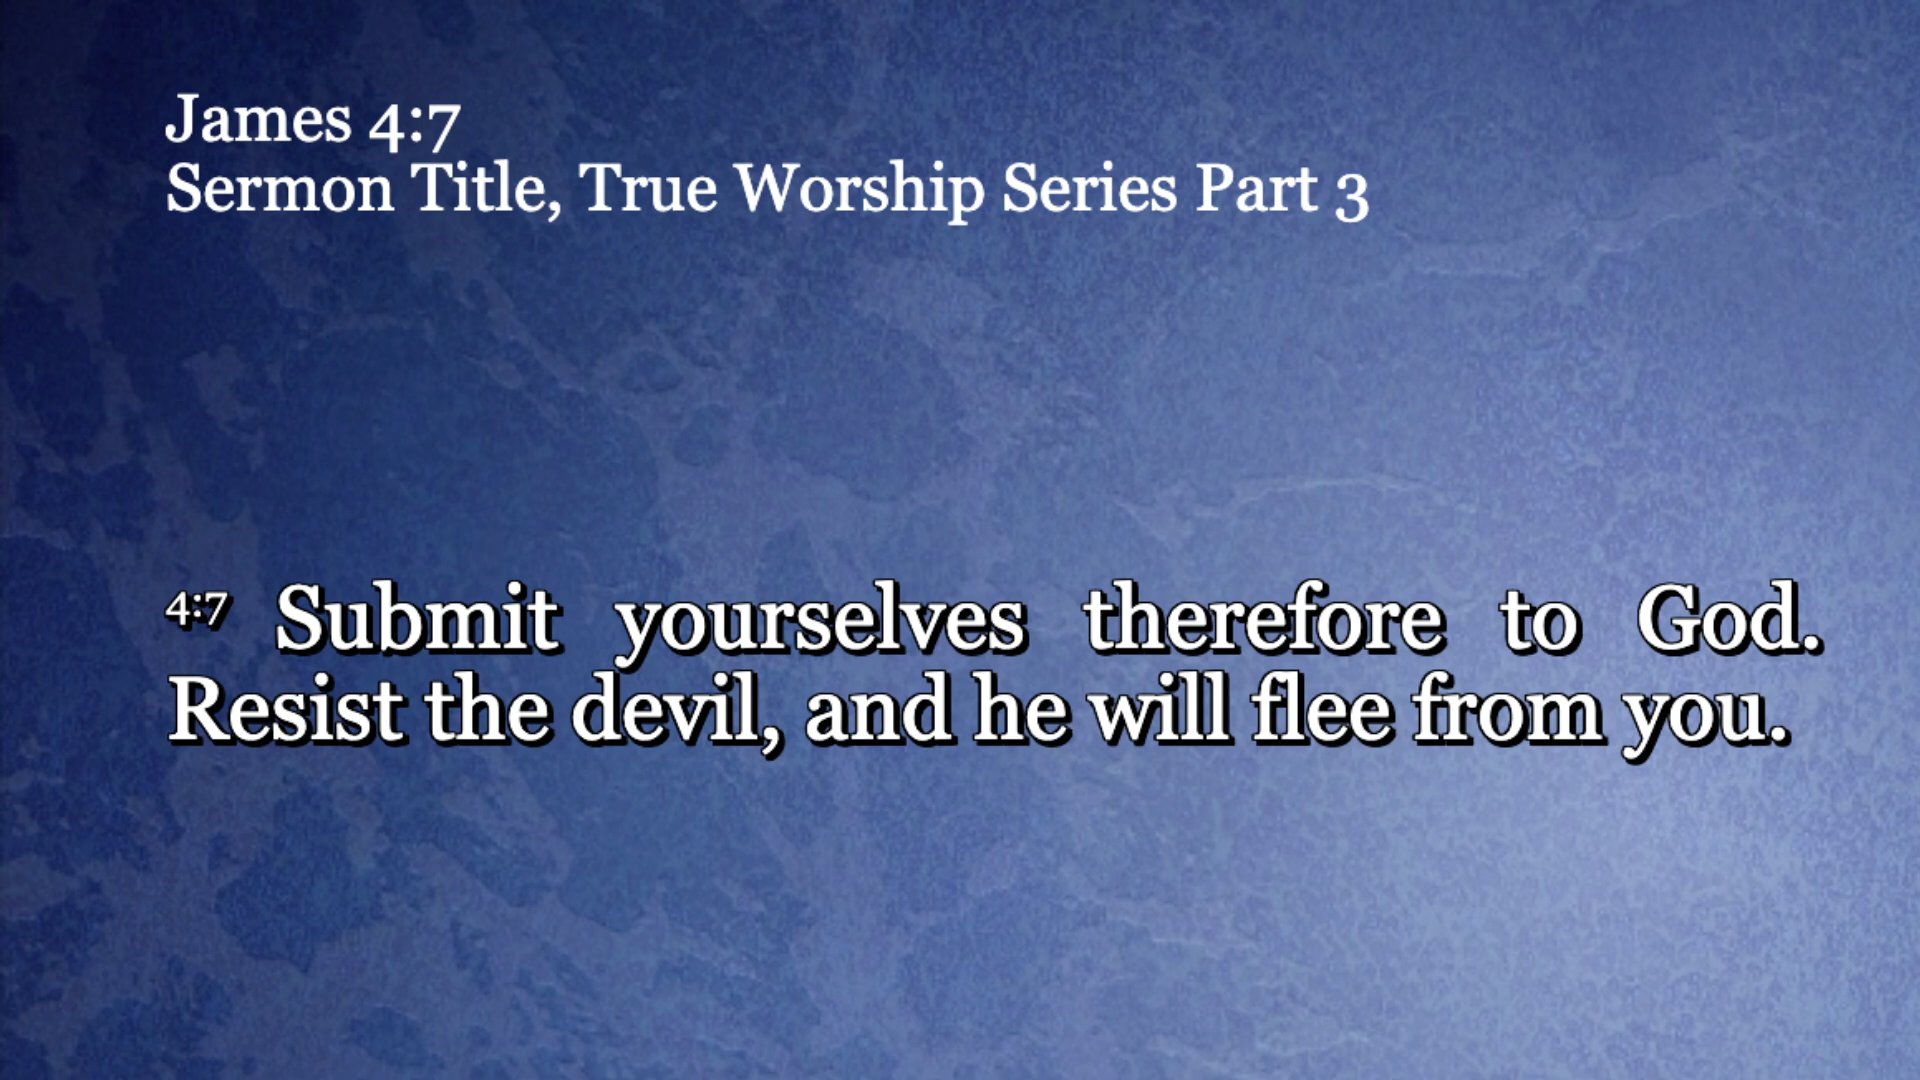 James 4:7
Sermon Title, True Worship Series Part 3
4:7 Submit yourselves therefore to God.
Resist the devil, and he will flee from you.